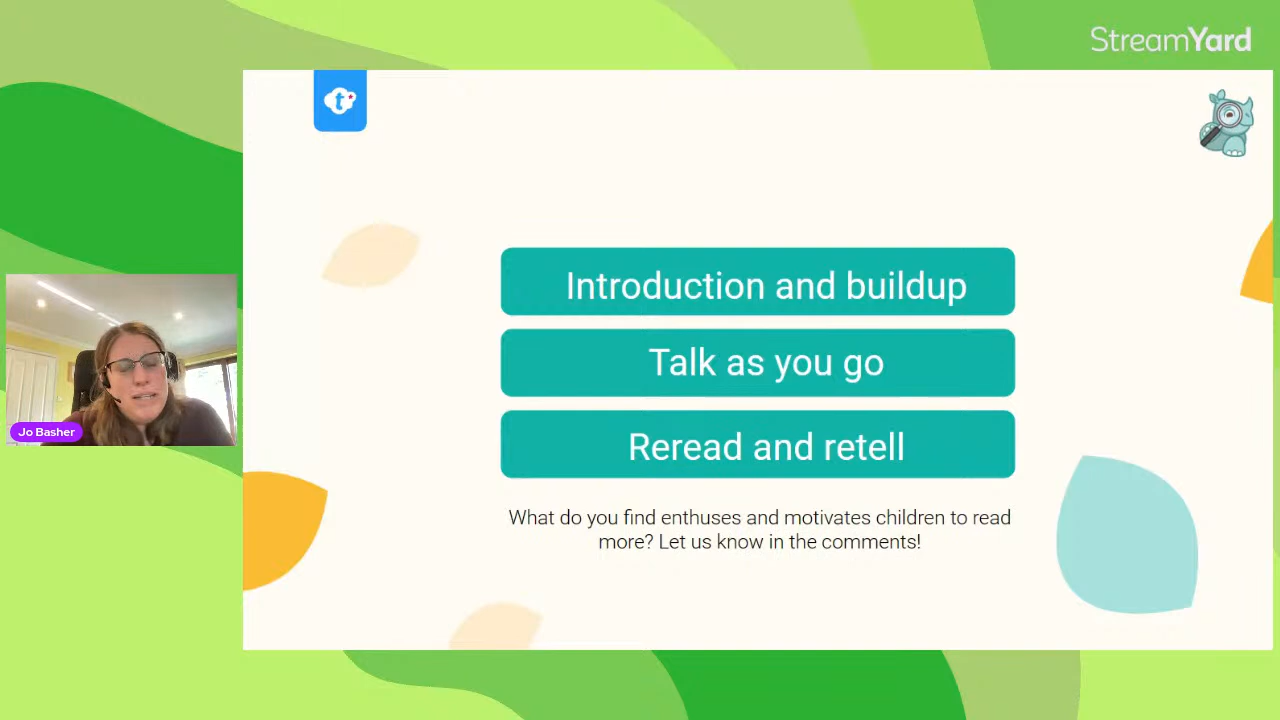 StreamYard
t
Introduction and buildup
Talk as you go
Reread and retell
What do you find enthuses and motivates children to read
more? Let us know in the comments!
Jo Basher